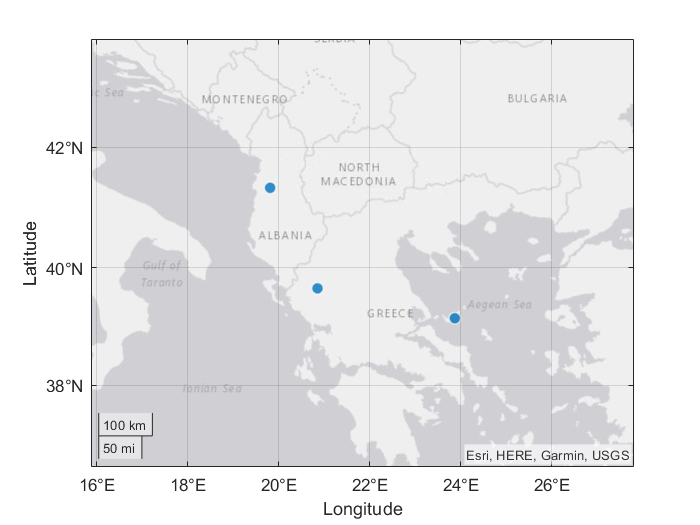 SERBIA
ic Sea
MONTENEGRO
BULGARIA
42°N
NORTH
MACEDONIA
ALBANIA
Latitude
40°N
Gulf of
Taranto
Aegean Sea
GREECE
38°N
Ionian Sea
100 km
50 mi
Esri, HERE, Garmin, USGS
16°E 18°E 20°E 22°E 24°E 26°E
Longitude